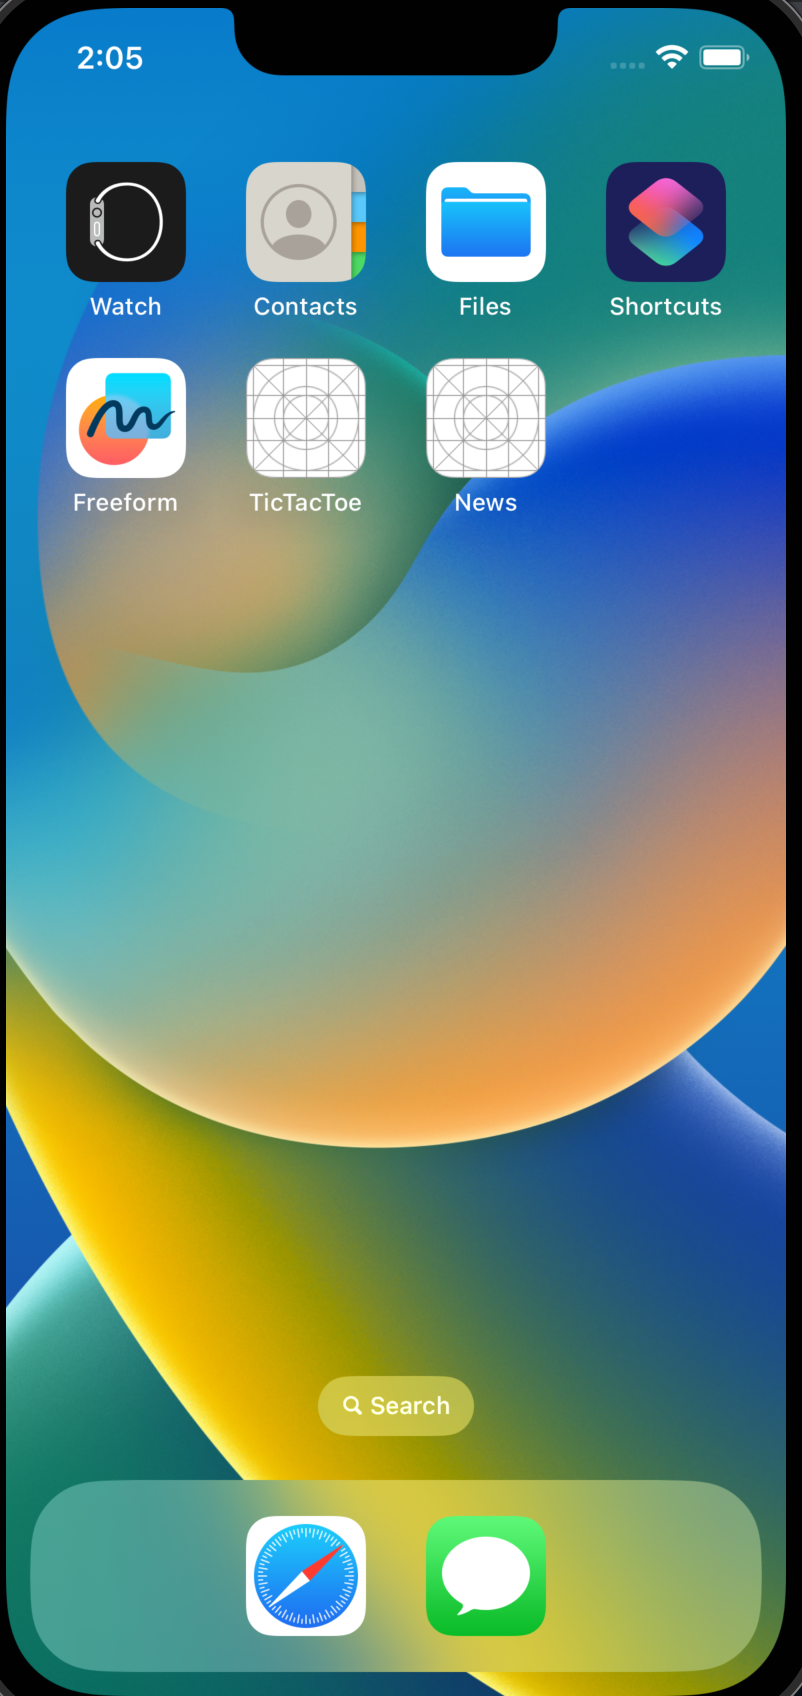 2:05
Watch
Contacts
Files
Shortcuts
Freeform
TicTacToe
News
Search